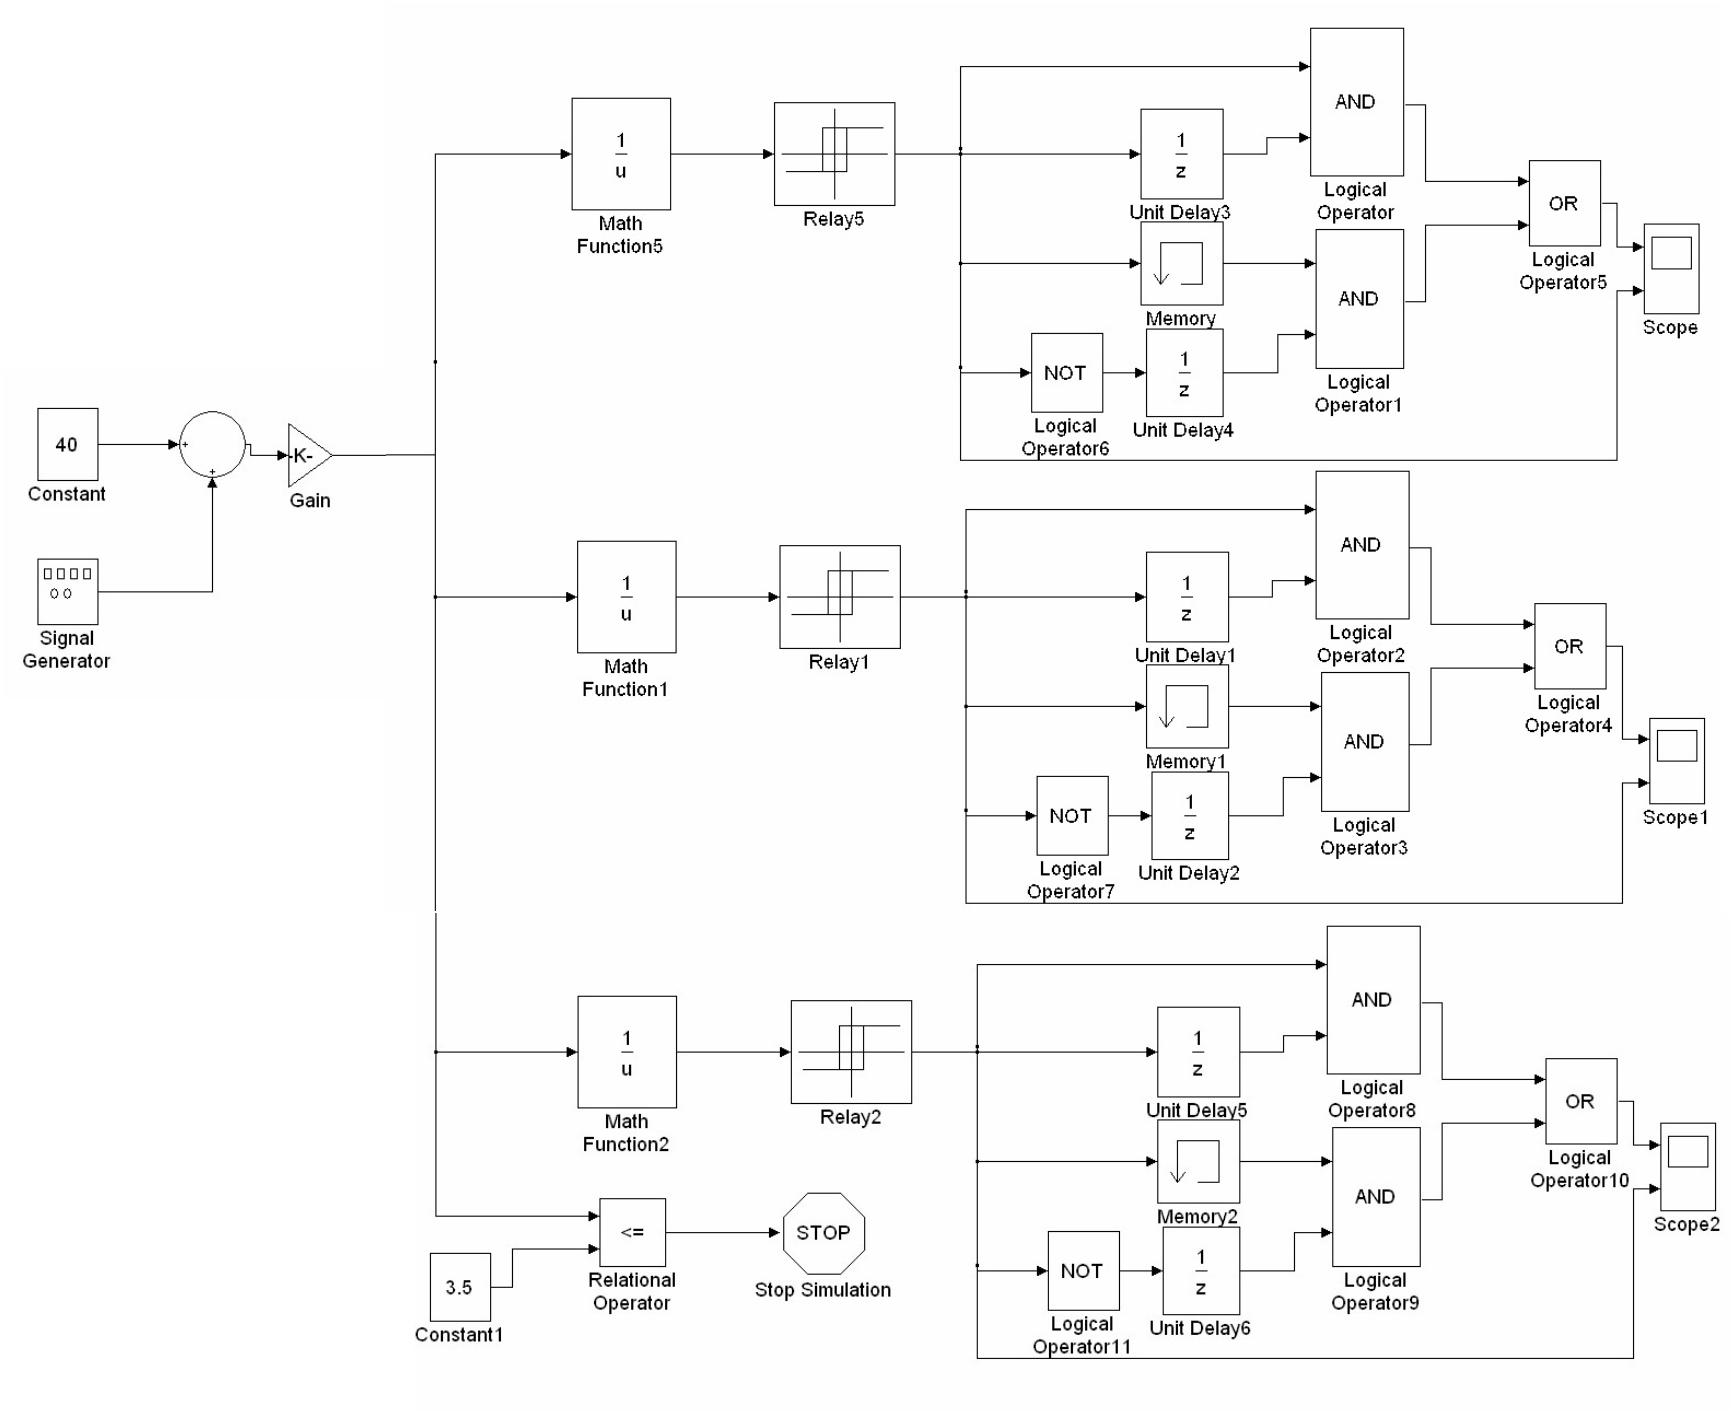 AND
1
z
1
u
Unit Delay3
Logical
Operator
Math
Function5
Relay5
OR
Logical
Operator5
Memory
AND
Scope
NOT
1
z
Logical
Operator1
Logical
Operator6
Unit Delay4
40
Constant
-K-
Gain
Signal
Generator
AND
1
z
1
u
Unit Delay1
Logical
Operator2
Math
Function1
Relay1
OR
Logical
Operator4
Memory1
AND
Scope1
NOT
1
z
Logical
Operator3
Logical
Operator7
Unit Delay2
AND
1
z
1
u
Unit Delay5
Logical
Operator8
Math
Function2
Relay2
OR
Logical
Operator10
Memory2
AND
Scope2
NOT
1
z
Logical
Operator9
Logical
Operator11
Unit Delay6
<=
Relational
Operator
STOP
Stop Simulation
3.5
Constant1